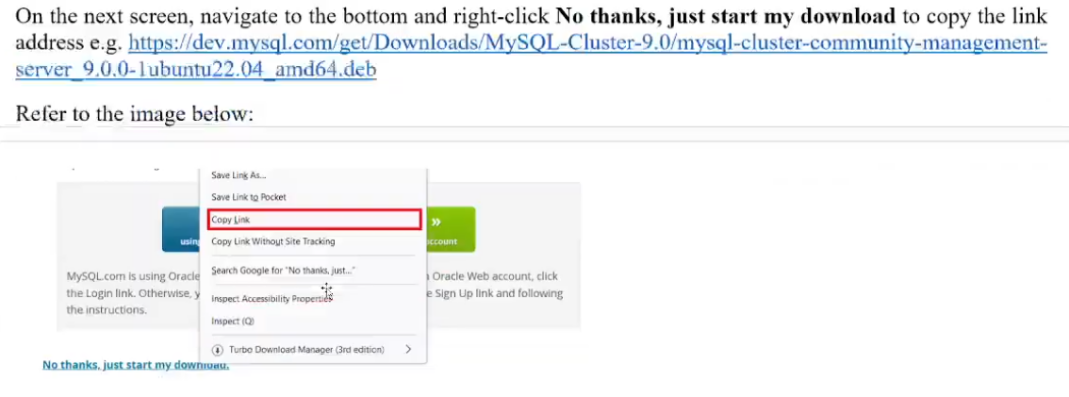 On the next screen, navigate to the bottom and right-click No thanks, just start my download to copy the link
address e.g. https://dev.mysql.com/get/Downloads/MySQL-Cluster-9.0/mysql-cluster-community-management-
server_9.0.0-1ubuntu22.04_amd64.deb
Refer to the image below:
Save Link As...
Save Link to Pocket
Copy Link
»
using
account
Copy Link Without Site Tracking
Search Google for "No thanks, just..."
MySQL.com is using Oracle
Oracle Web account, click
the Login link. Otherwise, y
e Sign Up link and following
the instructions.
Inspect Accessibility Properties
Inspect (Q)
Turbo Download Manager (3rd edition)
No thanks, just start my download.